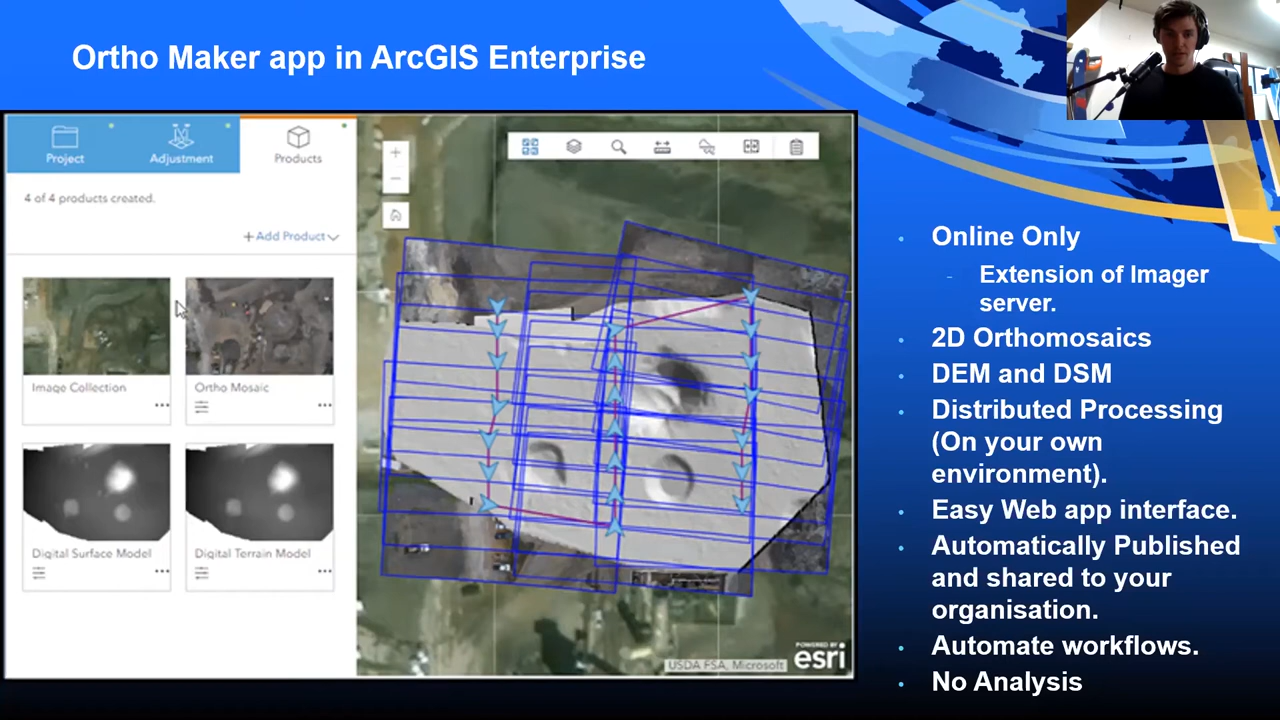 Ortho Maker app in ArcGIS Enterprise
Project
Adjustment
Products
4 of 4 products created.
+ Add Product
Image Collection
Ortho Mosaic
Digital Surface Model
Digital Terrain Model
USDA FSA, Microsoft
POWERED BY
esri
Online Only
Extension of Imager
server.
2D Orthomosaics
DEM and DSM
Distributed Processing
(On your own
environment).
Easy Web app interface.
Automatically Published
and shared to your
organisation.
Automate workflows.
No Analysis